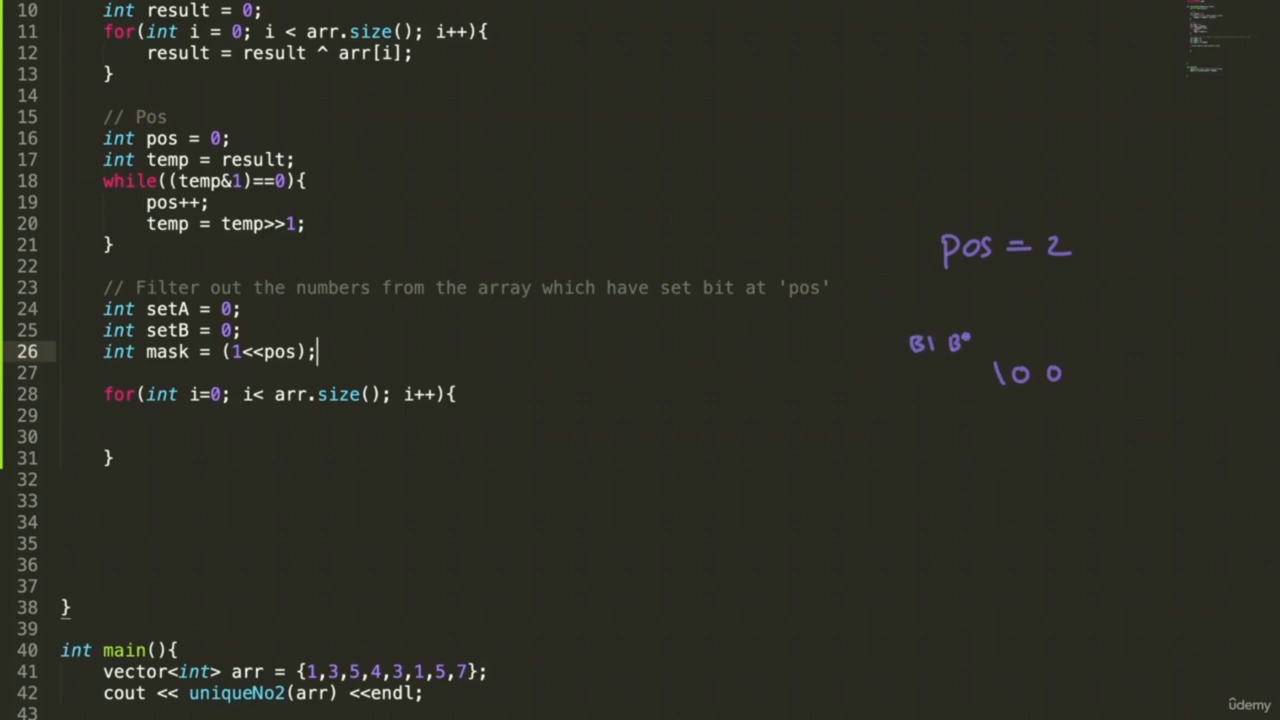 10 int result = 0;
11 for(int i = 0; i < arr.size(); i++){
12 result = result ^ arr[i];
13 }
14
15 // Pos
16 int pos = 0;
17 int temp = result;
18 while((temp&1)==0){
19 pos++;
20 temp = temp>>1;
21 }
22
23 // Filter out the numbers from the array which have set bit at 'pos'
24 int setA = 0;
25 int setB = 0;
26 int mask = (1<<pos);
27
28 for(int i=0; i< arr.size(); i++){
29
30
31 }
32
33
34
35
36
37
38 }
39
40 int main(){
41 vector<int> arr = {1,3,5,4,3,1,5,7};
42 cout << uniqueNo2(arr) <<endl;
43
pos = 2
B1 B0
100
ûdemy